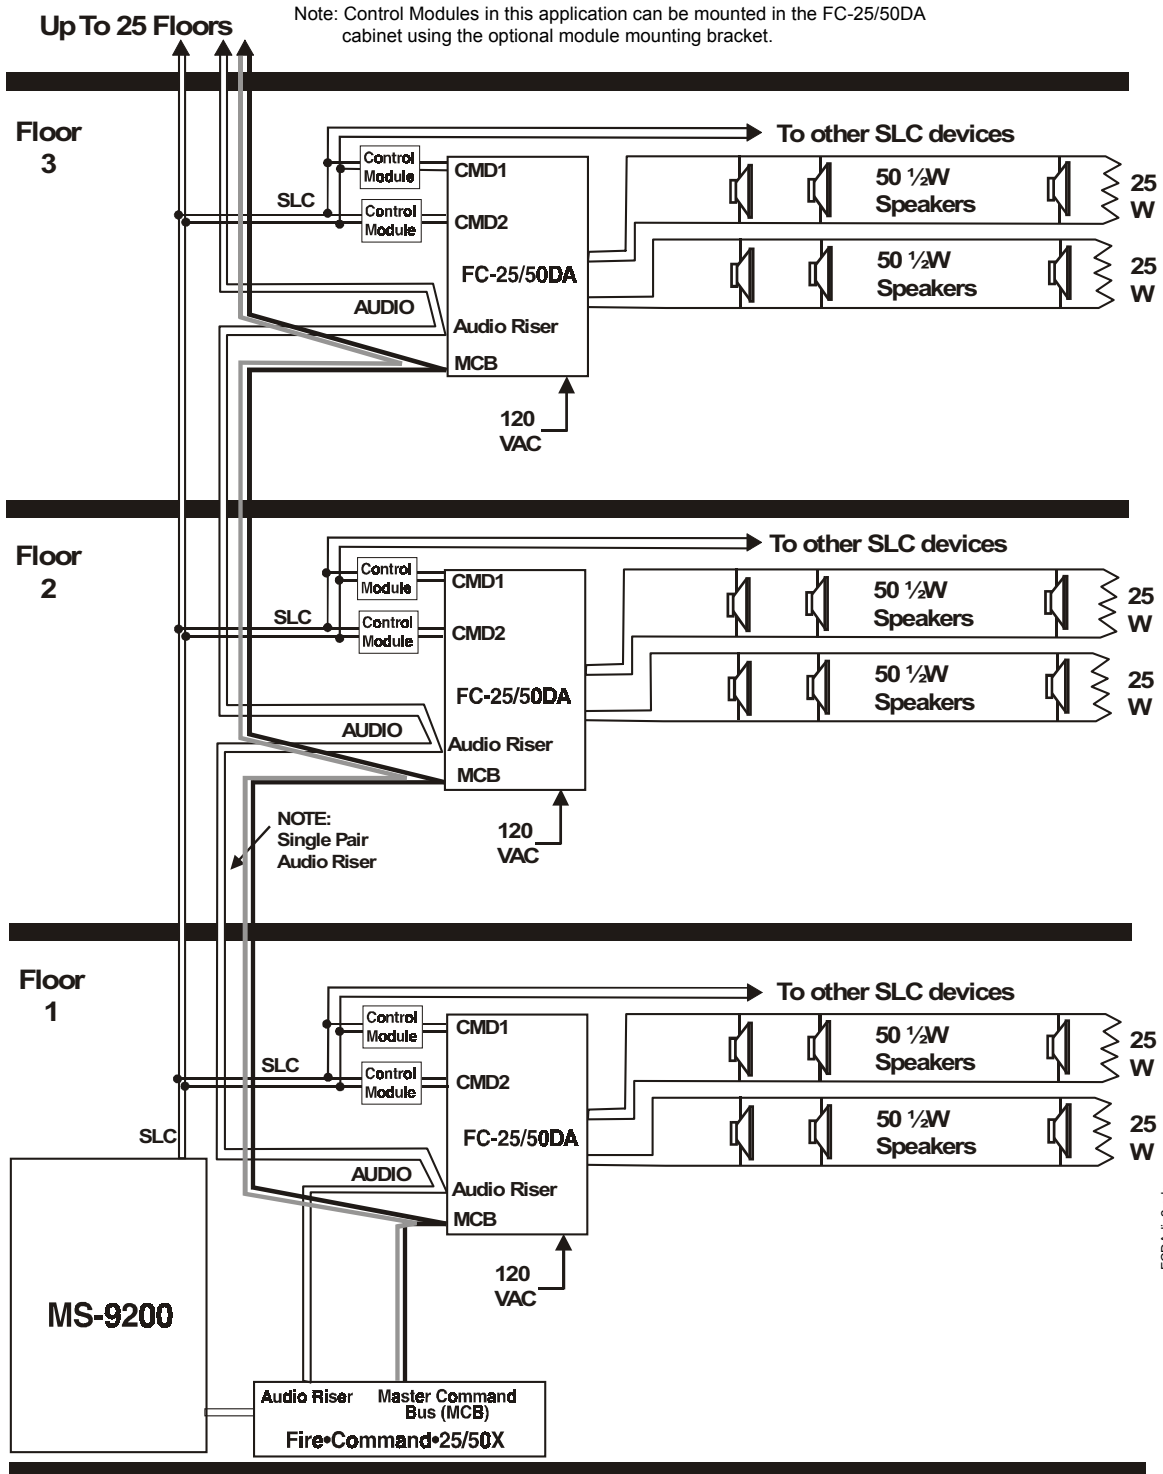 Note: Control Modules in this application can be mounted in the FC-25/50DA
cabinet using the optional module mounting bracket.
Up To 25 Floors
Floor
3
To other SLC devices
Control
Module
CMD1
SLC
Control
Module
CMD2
FC-25/50DA
AUDIO
Audio Riser
MCB
120
VAC
50 ½W
Speakers
25
W
50 ½W
Speakers
25
W
Floor
2
To other SLC devices
Control
Module
CMD1
SLC
Control
Module
CMD2
FC-25/50DA
AUDIO
Audio Riser
MCB
120
VAC
50 ½W
Speakers
25
W
50 ½W
Speakers
25
W
NOTE:
Single Pair
Audio Riser
Floor
1
To other SLC devices
Control
Module
CMD1
SLC
Control
Module
CMD2
FC-25/50DA
AUDIO
Audio Riser
MCB
120
VAC
50 ½W
Speakers
25
W
50 ½W
Speakers
25
W
SLC
MS-9200
Audio Riser
Master Command
Bus (MCB)
Fire•Command•25/50X